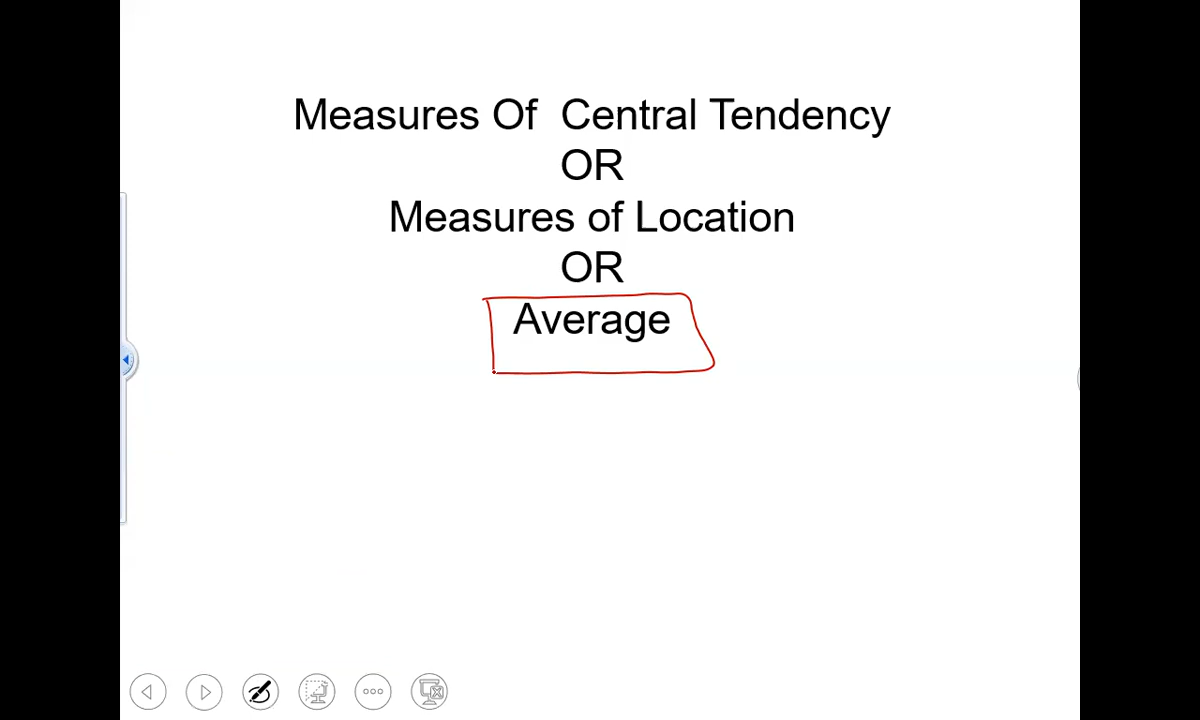 Measures Of  Central Tendency
OR
Measures of Location
OR
Average